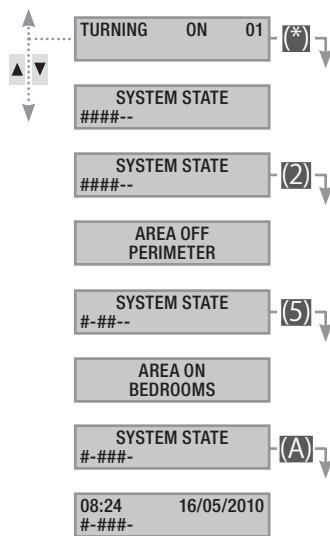 TURNING ON 01
(*)
▲ ▼
SYSTEM STATE
####--
SYSTEM STATE
####--
(2)
AREA OFF
PERIMETER
SYSTEM STATE
#-##--
(5)
AREA ON
BEDROOMS
SYSTEM STATE
#-###-
(A)
08:24 16/05/2010
#-###-